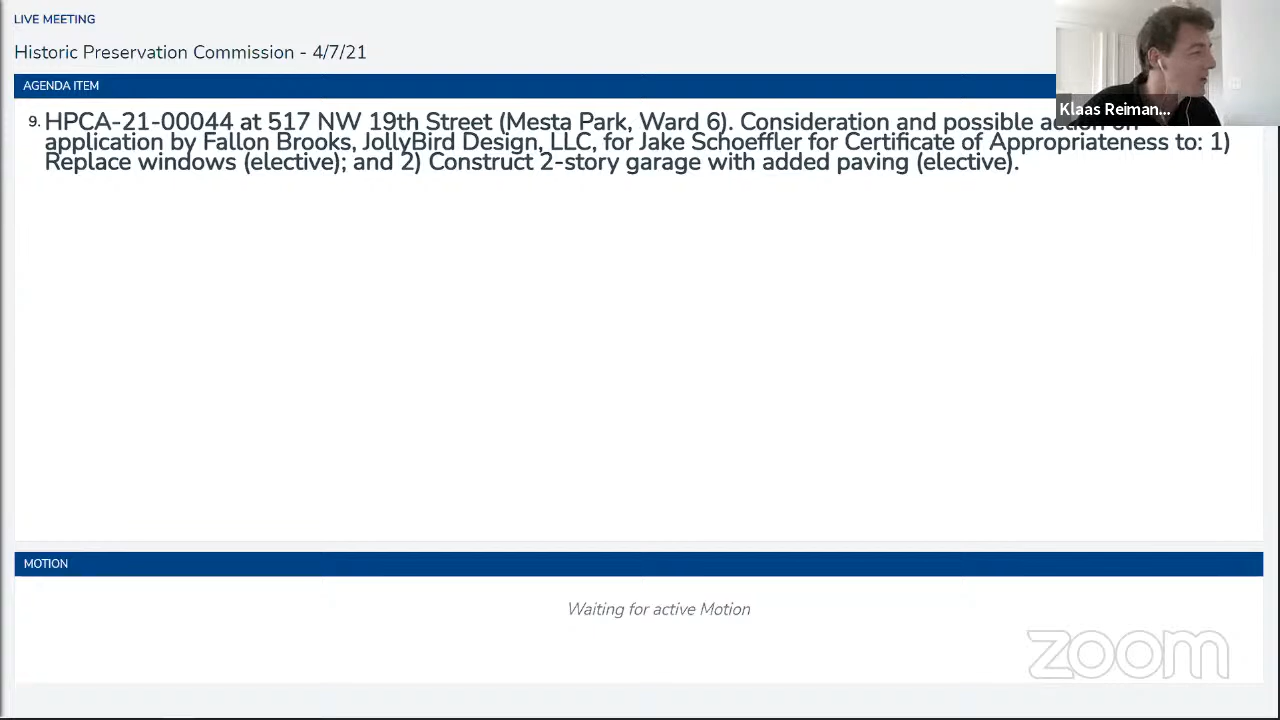 LIVE MEETING
Historic Preservation Commission - 4/7/21
AGENDA ITEM
Klaas Reiman...
9. HPCA-21-00044 at 517 NW 19th Street (Mesta Park, Ward 6). Consideration and possible action on
application by Fallon Brooks, JollyBird Design, LLC, for Jake Schoeffler for Certificate of Appropriateness to: 1)
Replace windows (elective); and 2) Construct 2-story garage with added paving (elective).
MOTION
Waiting for active Motion
zoom